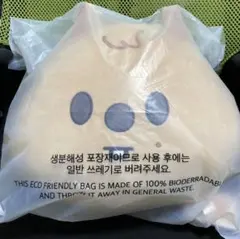 생분해성 포장재이므로 사용 후에는
일반 쓰레기로 버려주세요.
THIS ECO FRIENDLY BAG IS MADE OF 100% BIODERRADABLE
AND THROW IT AWAY IN GENERAL WASTE.